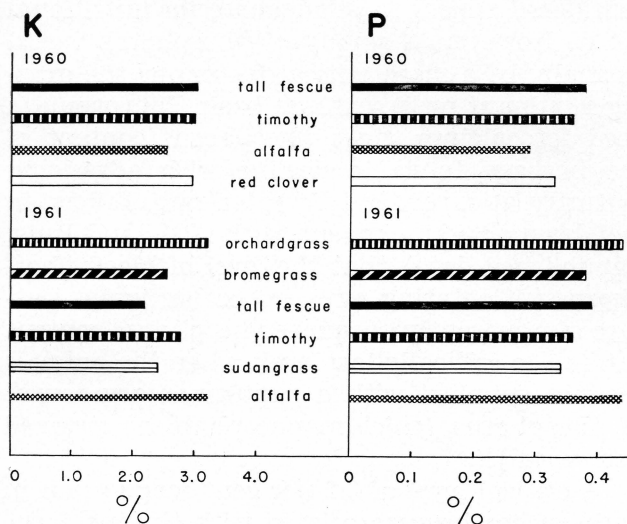 K P
1960 1960
tall fescue
timothy
alfalfa
red clover
1961 1961
orchardgrass
bromegrass
tall fescue
timothy
sudangrass
alfalfa
0 1.0 2.0 3.0 4.0 0 0.1 0.2 0.3 0.4
% %